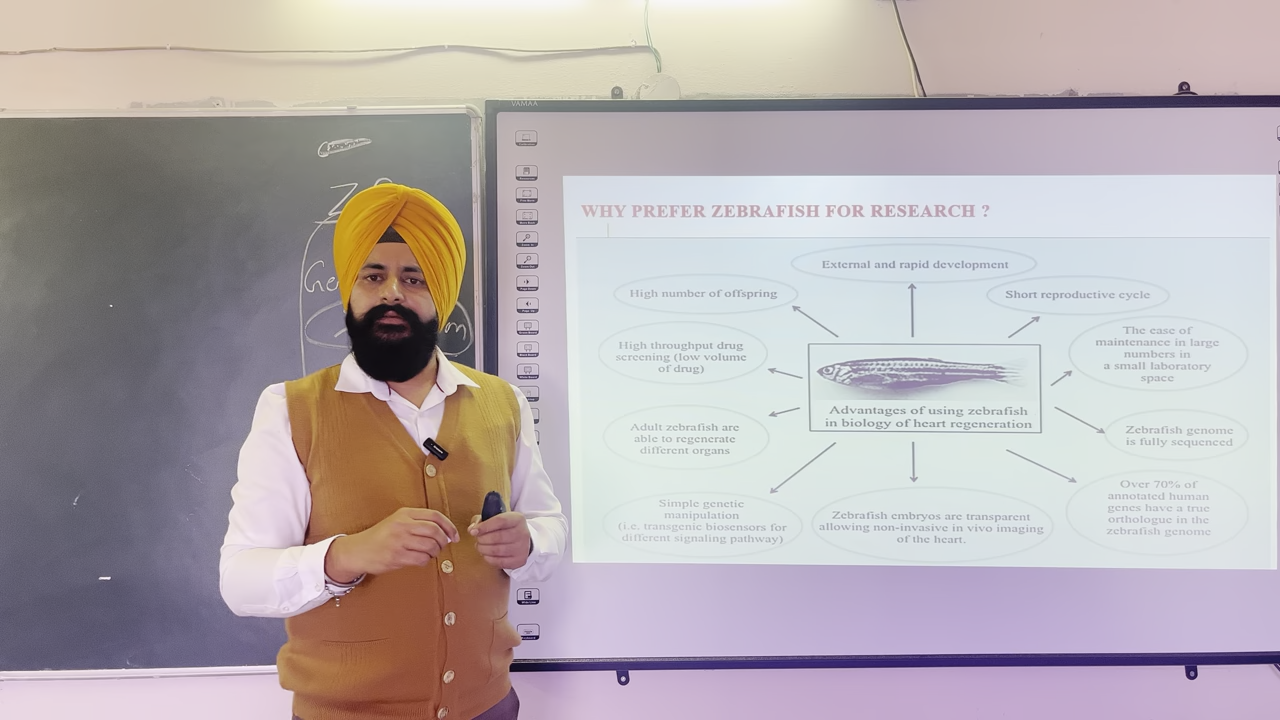 VAMAA
WHY PREFER ZEBRAFISH FOR RESEARCH ?
External and rapid development
High number of offspring
Short reproductive cycle
High throughput drug
screening (low volume
of drug)
The ease of
maintenance in large
numbers in
a small laboratory
space
Advantages of using zebrafish
in biology of heart regeneration
Adult zebrafish are
able to regenerate
different organs
Zebrafish genome
is fully sequenced
Simple genetic
manipulation
(i.e. transgenic biosensors for
different signaling pathway)
Zebrafish embryos are transparent
allowing non-invasive in vivo imaging
of the heart.
Over 70% of
annotated human
genes have a true
orthologue in the
zebrafish genome